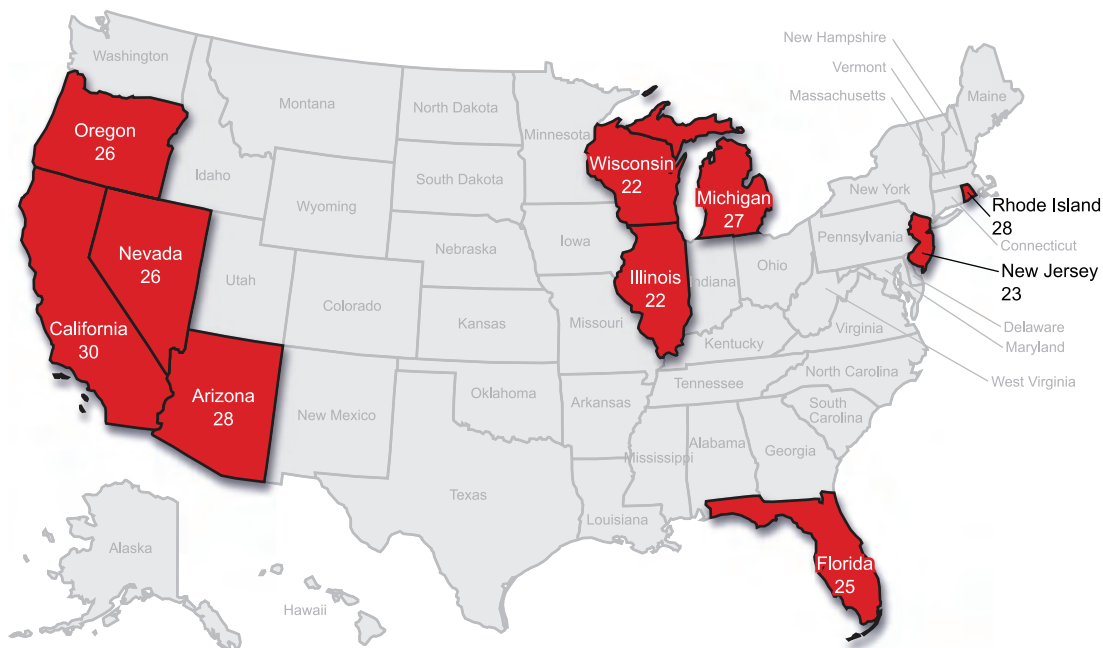 New Hampshire
Vermont
Massachusetts
Washington
Montana
North Dakota
Minnesota
Maine
Oregon
26
Idaho
Wyoming
South Dakota
Wisconsin
22
Michigan
27
New York
Rhode Island
28
Connecticut
Nevada
26
Utah
Colorado
Nebraska
Kansas
Iowa
Illinois
22
Missouri
Indiana
Ohio
Pennsylvania
New Jersey
23
Delaware
Maryland
West Virginia
Virginia
Kentucky
California
30
Arizona
28
New Mexico
Oklahoma
Arkansas
Tennessee
North Carolina
South
Carolina
Texas
Louisiana
Mississippi
Alabama
Georgia
Florida
25
Alaska
Hawaii